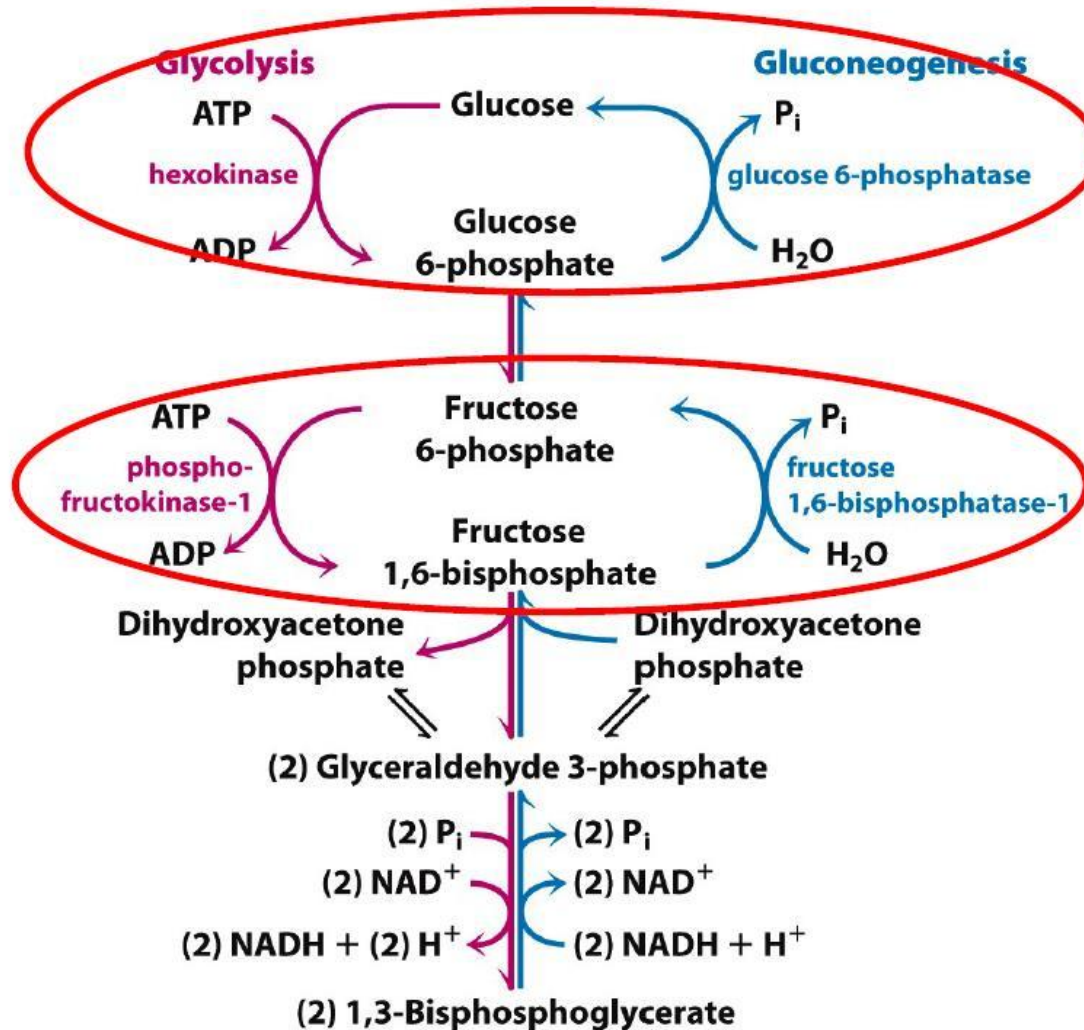 Glycolysis
Gluconeogenesis
ATP
Glucose
Pᵢ
hexokinase
glucose 6-phosphatase
ADP
Glucose
6-phosphate
H₂O
ATP
Fructose
6-phosphate
Pᵢ
phospho-
fructokinase-1
fructose
1,6-bisphosphatase-1
ADP
Fructose
1,6-bisphosphate
H₂O
Dihydroxyacetone
phosphate
Dihydroxyacetone
phosphate
(2) Glyceraldehyde 3-phosphate
(2) Pᵢ
(2) Pᵢ
(2) NAD⁺
(2) NAD⁺
(2) NADH + (2) H⁺
(2) NADH + H⁺
(2) 1,3-Bisphosphoglycerate